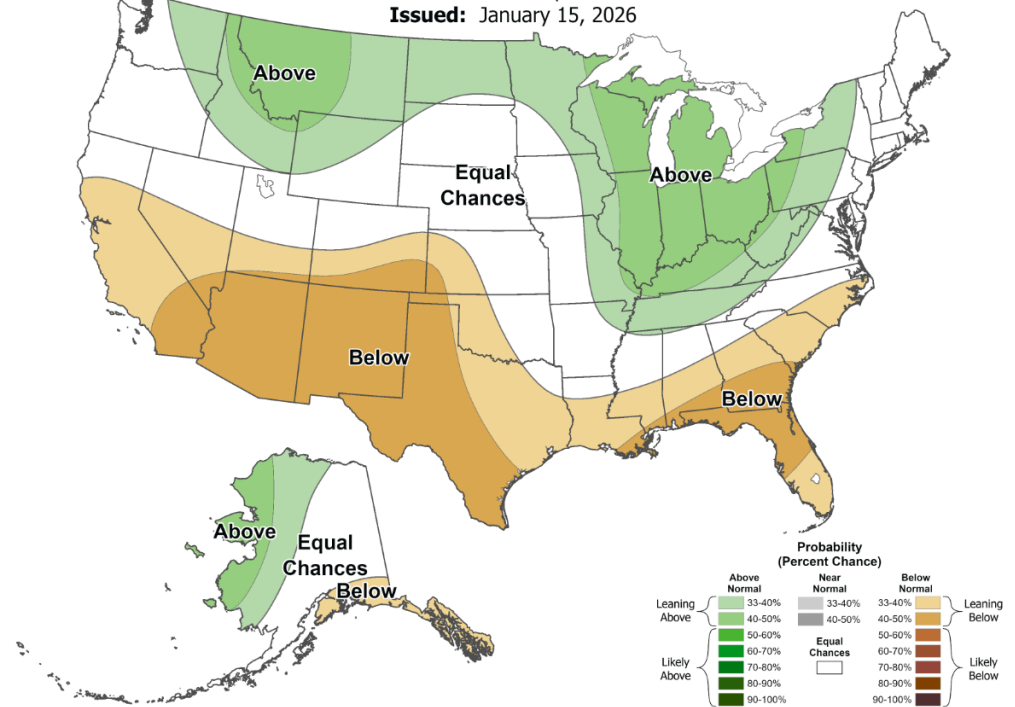 Issued: January 15, 2026
Above
Equal
Chances
Above
Below
Below
Above
Equal
Chances
Below
Probability
(Percent Chance)
Above
Normal
Near
Normal
Below
Normal
Leaning
Above
33-40%
40-50%
33-40%
40-50%
33-40%
40-50%
Leaning
Below
Likely
Above
50-60%
60-70%
70-80%
80-90%
90-100%
Equal
Chances
50-60%
60-70%
70-80%
80-90%
90-100%
Likely
Below